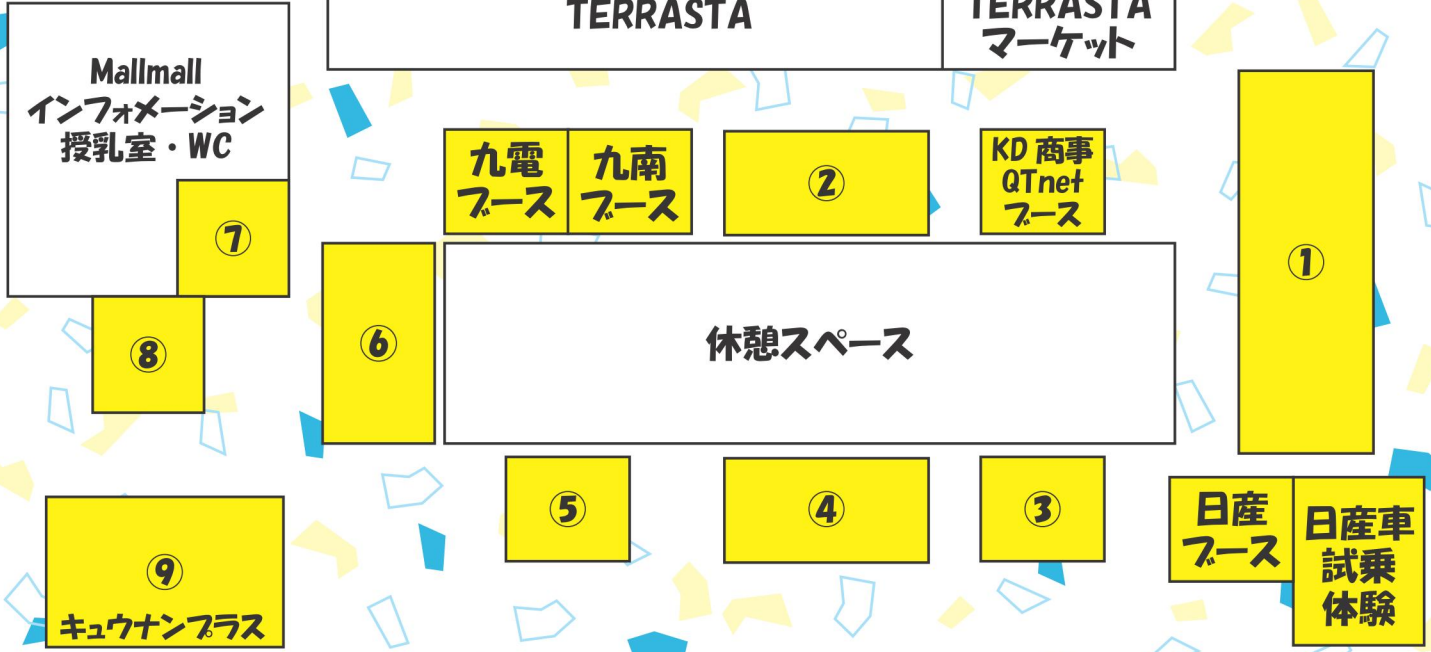 TERRASTA
TERRASTA
マーケット
Mallmall
インフォメーション
授乳室・WC
九電
ブース
九南
ブース
②
KD 商事
QTnet
ブース
①
⑦
⑧
⑥
休憩スペース
⑤
④
③
日産
ブース
日産車
試乗
体験
⑨
キュウナンプラス